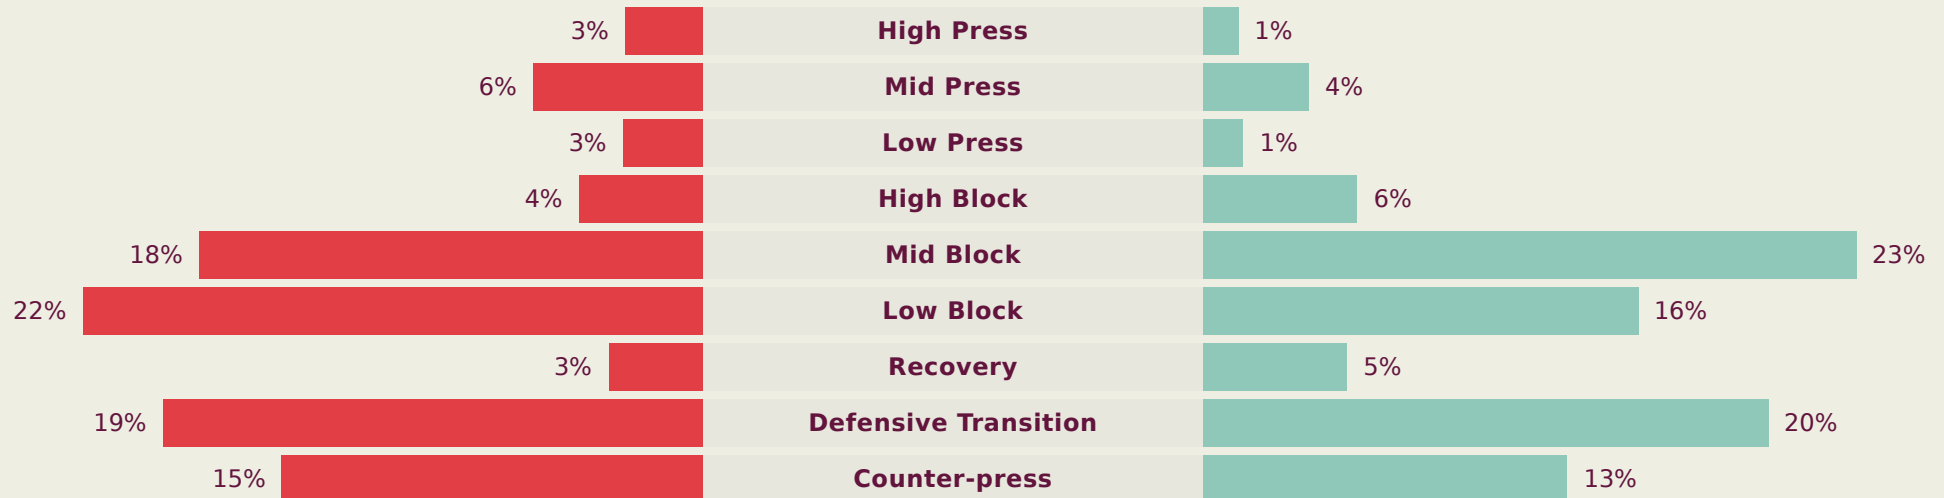 3% High Press 1%
6% Mid Press 4%
3% Low Press 1%
4% High Block 6%
18% Mid Block 23%
22% Low Block 16%
3% Recovery 5%
19% Defensive Transition 20%
15% Counter-press 13%